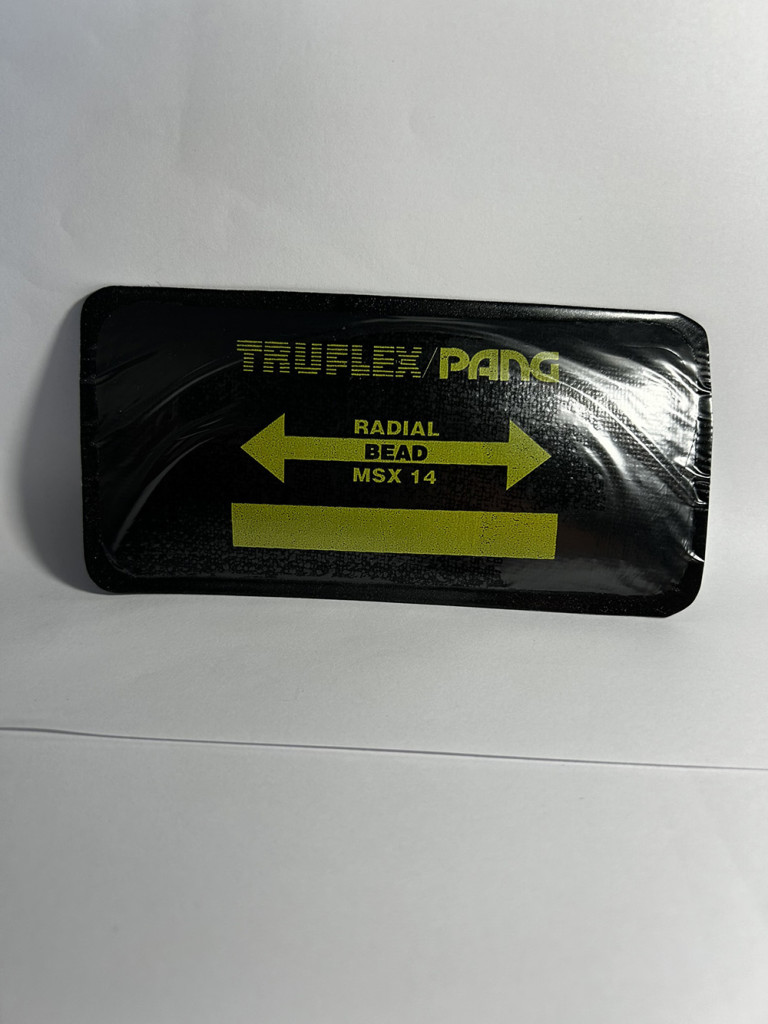 TRUFLEX/PANG
RADIAL
BEAD
MSX 14